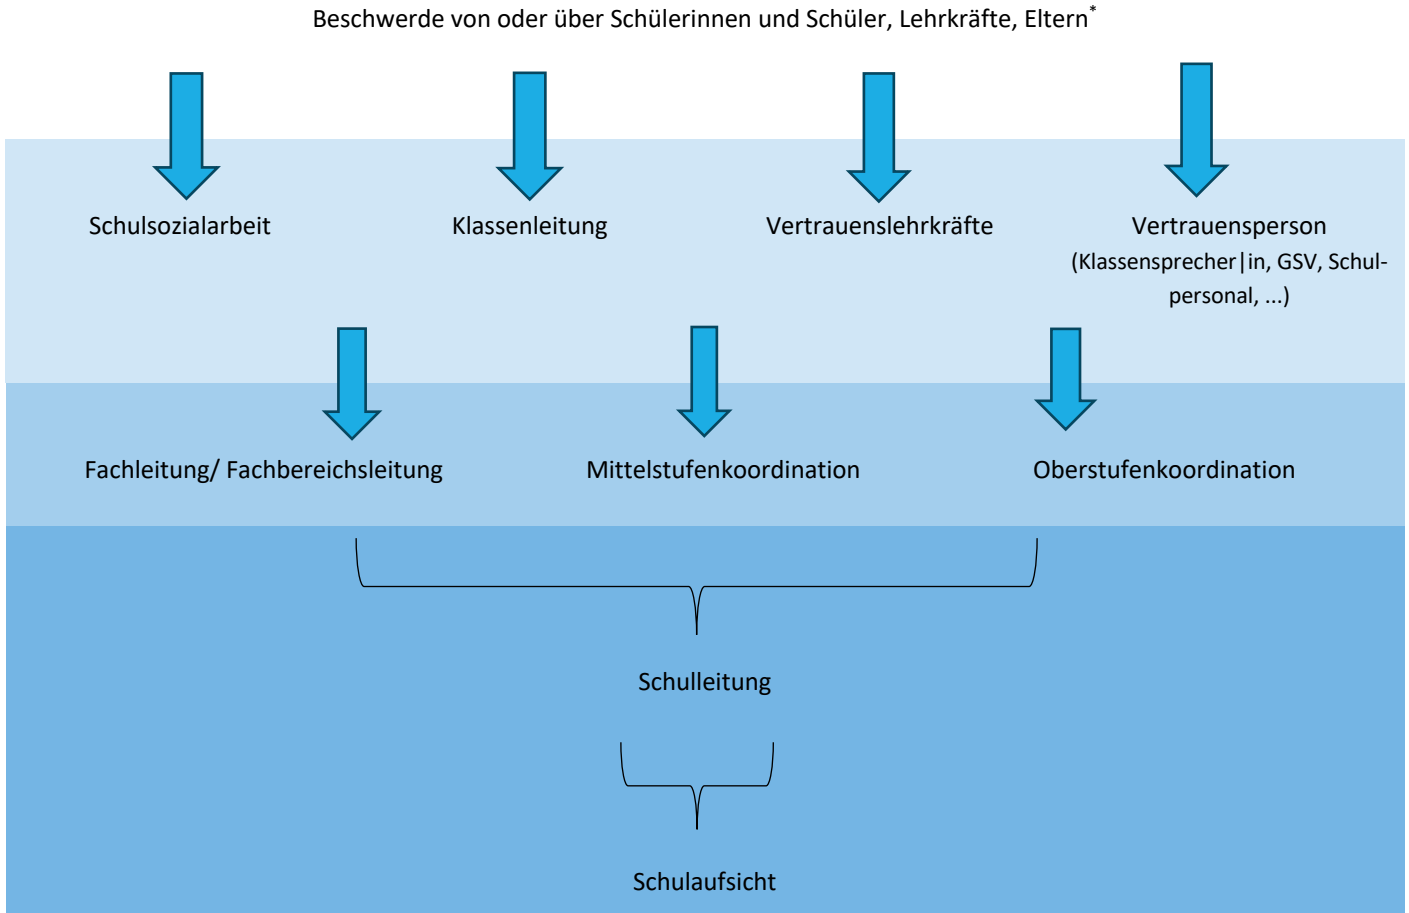 Beschwerde von oder über Schülerinnen und Schüler, Lehrkräfte, Eltern*
Schulsozialarbeit
Klassenleitung
Vertrauenslehrkräfte
Vertrauensperson
(Klassensprecher|in, GSV, Schul-
personal, ...)
Fachleitung/ Fachbereichsleitung
Mittelstufenkoordination
Oberstufenkoordination
Schulleitung
Schulaufsicht